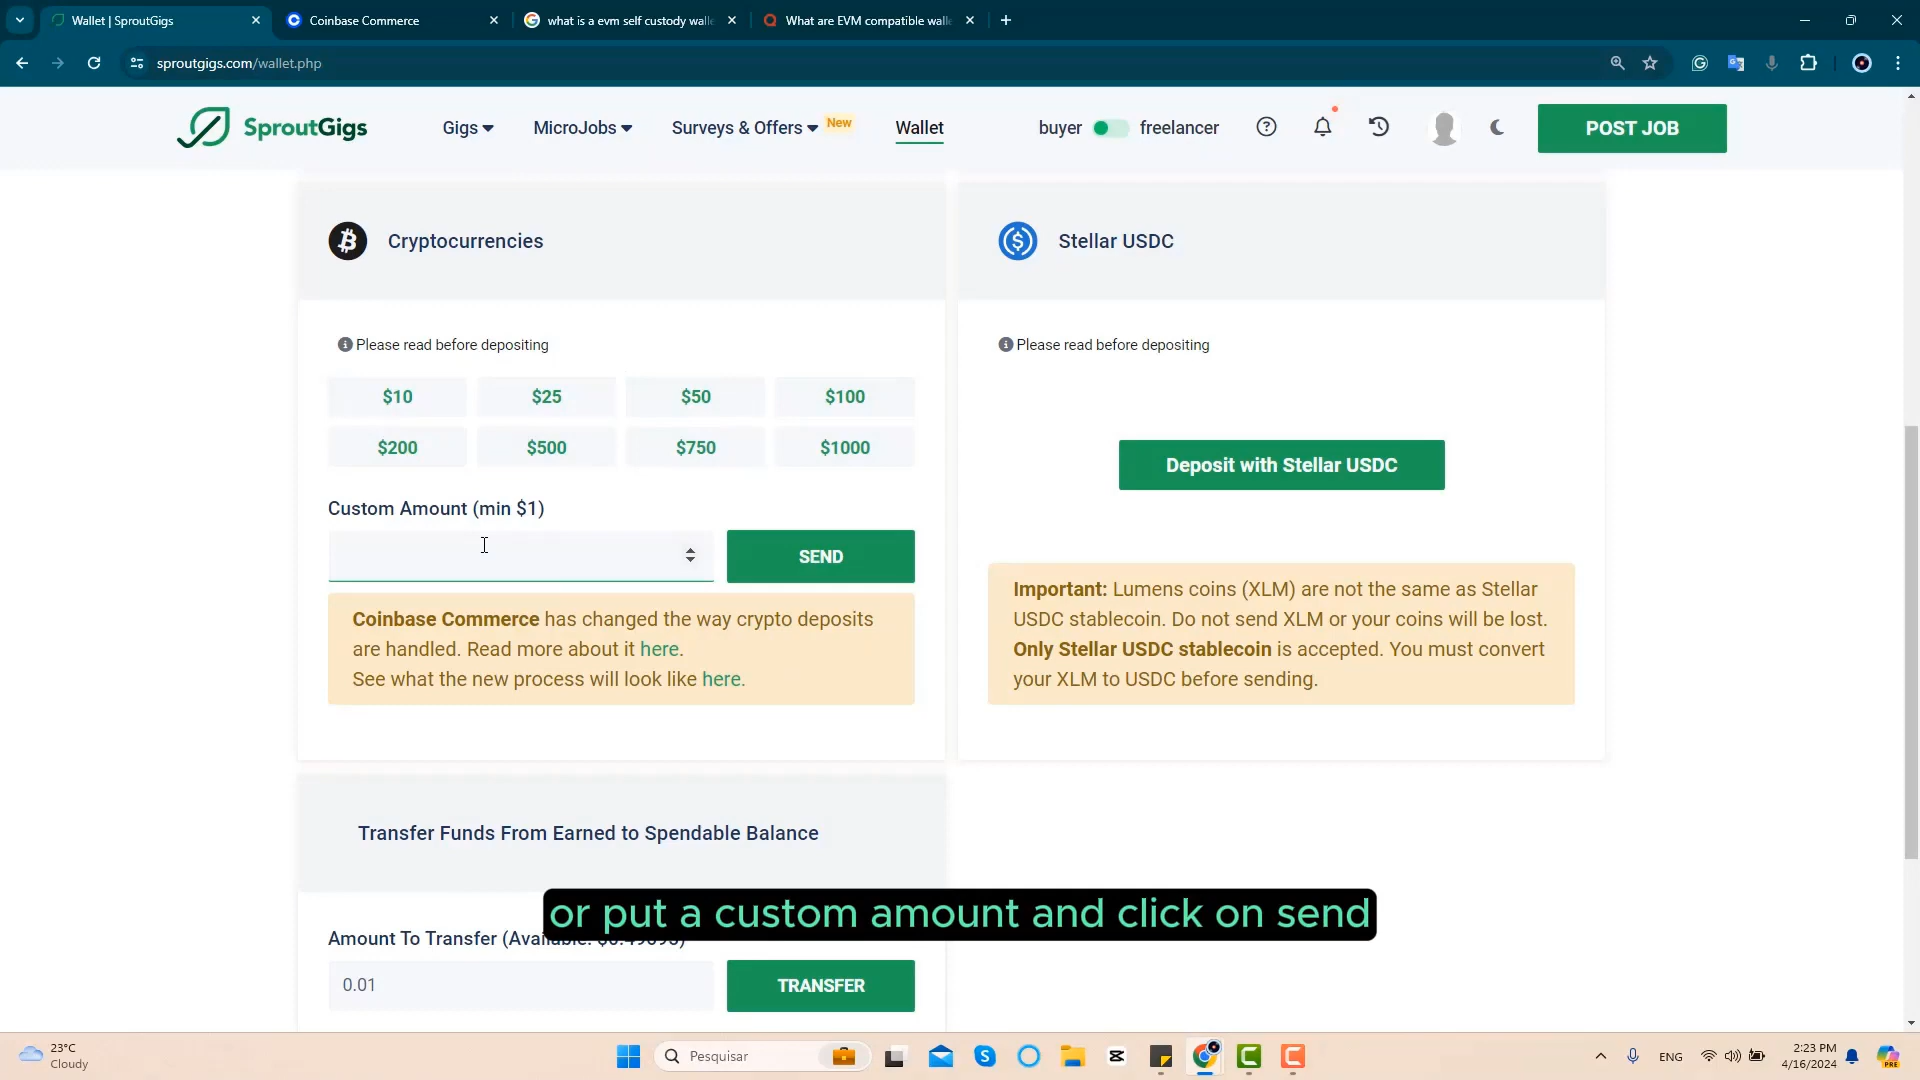 Wallet | SproutGigs
Coinbase Commerce
what is a evm self custody walle
What are EVM compatible walle
sproutgigs.com/wallet.php
SproutGigs
Gigs
MicroJobs
Surveys & Offers
New
Wallet
buyer
freelancer
POST JOB
Cryptocurrencies
Stellar USDC
Please read before depositing
Please read before depositing
$10 $25 $50 $100
$200 $500 $750 $1000
Deposit with Stellar USDC
Custom Amount (min $1)
SEND
Coinbase Commerce has changed the way crypto deposits
are handled. Read more about it here.
See what the new process will look like here.
Important: Lumens coins (XLM) are not the same as Stellar
USDC stablecoin. Do not send XLM or your coins will be lost.
Only Stellar USDC stablecoin is accepted. You must convert
your XLM to USDC before sending.
Transfer Funds From Earned to Spendable Balance
or put a custom amount and click on send
Amount To Transfer (Available:
0.01
TRANSFER
23°C
Cloudy
Pesquisar
ENG
2:23 PM
4/16/2024
PRE